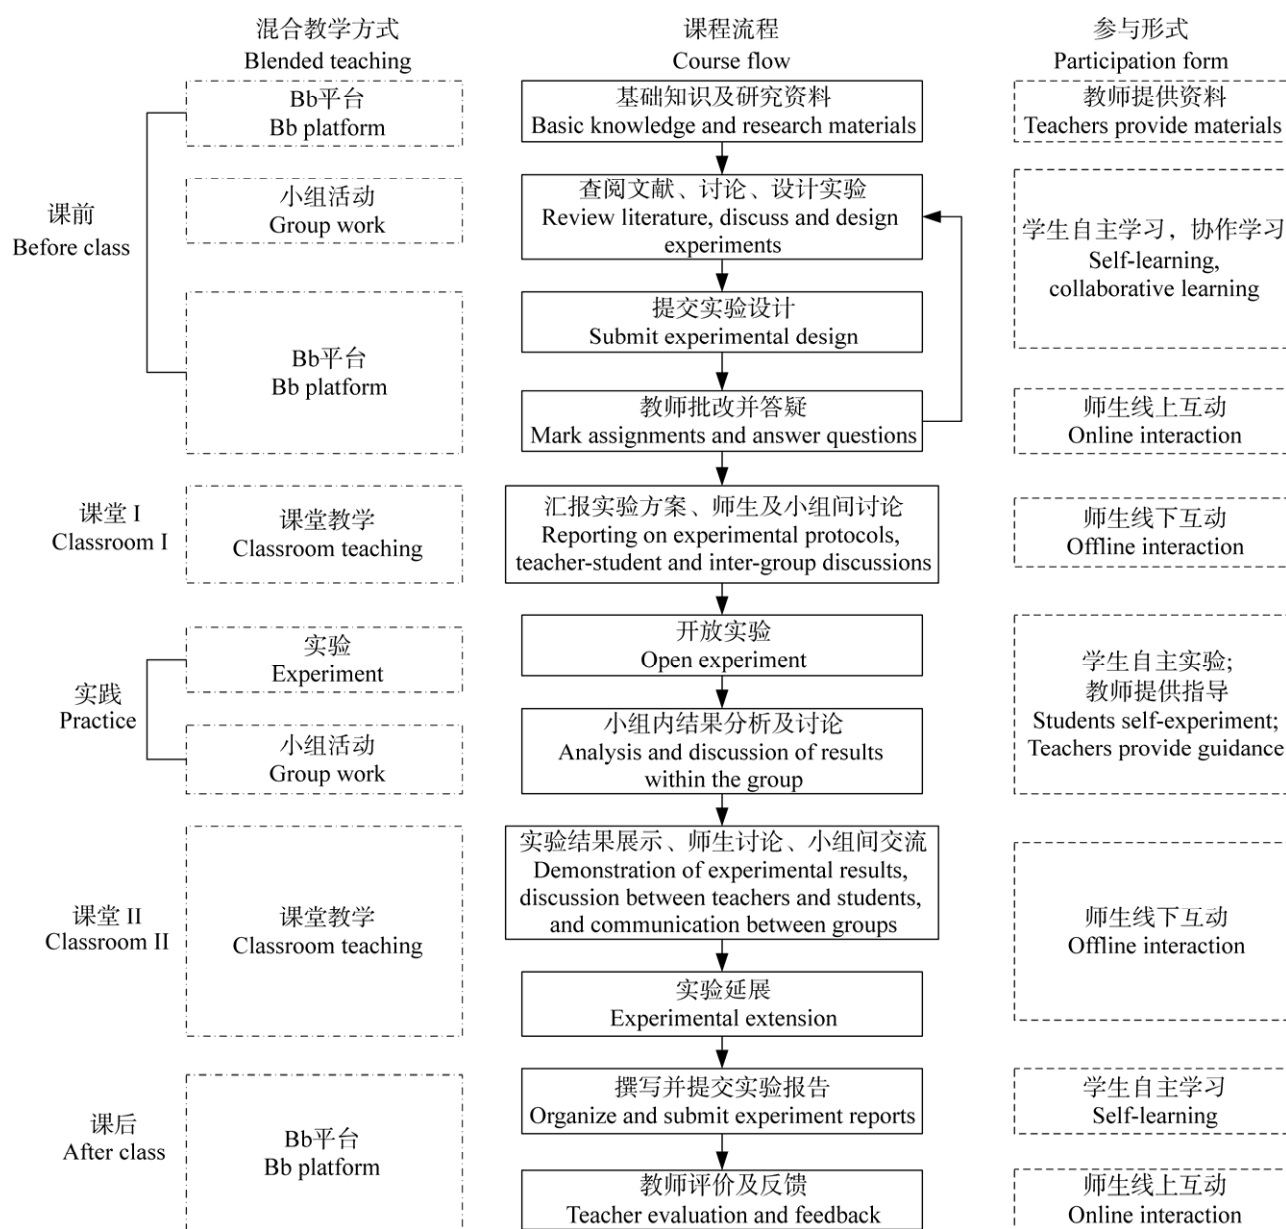 混合教学方式
Blended teaching
课程流程
Course flow
参与形式
Participation form
Bb平台
Bb platform
基础知识及研究资料
Basic knowledge and research materials
教师提供资料
Teachers provide materials
课前
Before class
小组活动
Group work
查阅文献、讨论、设计实验
Review literature, discuss and design
experiments
学生自主学习，协作学习
Self-learning,
collaborative learning
Bb平台
Bb platform
提交实验设计
Submit experimental design
教师批改并答疑
Mark assignments and answer questions
师生线上互动
Online interaction
课堂 I
Classroom I
课堂教学
Classroom teaching
汇报实验方案、师生及小组间讨论
Reporting on experimental protocols,
teacher-student and inter-group discussions
师生线下互动
Offline interaction
实践
Practice
实验
Experiment
开放实验
Open experiment
学生自主实验;
教师提供指导
Students self-experiment;
Teachers provide guidance
小组活动
Group work
小组内结果分析及讨论
Analysis and discussion of results
within the group
课堂 II
Classroom II
课堂教学
Classroom teaching
实验结果展示、师生讨论、小组间交流
Demonstration of experimental results,
discussion between teachers and students,
and communication between groups
师生线下互动
Offline interaction
实验延展
Experimental extension
课后
After class
Bb平台
Bb platform
撰写并提交实验报告
Organize and submit experiment reports
学生自主学习
Self-learning
教师评价及反馈
Teacher evaluation and feedback
师生线上互动
Online interaction